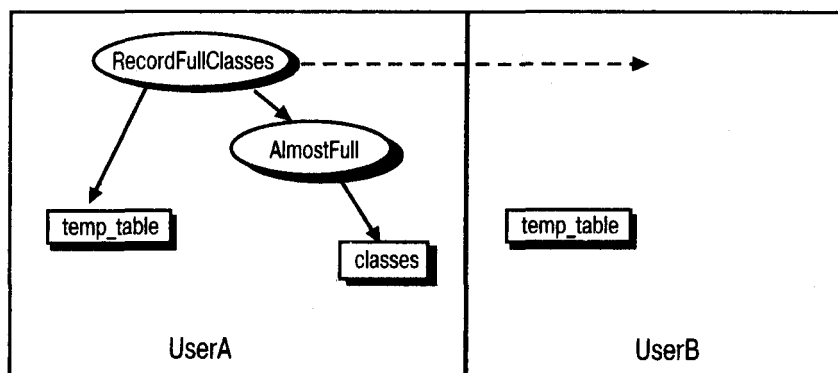 RecordFullClasses
AlmostFull
temp_table
temp_table
classes
UserA
UserB